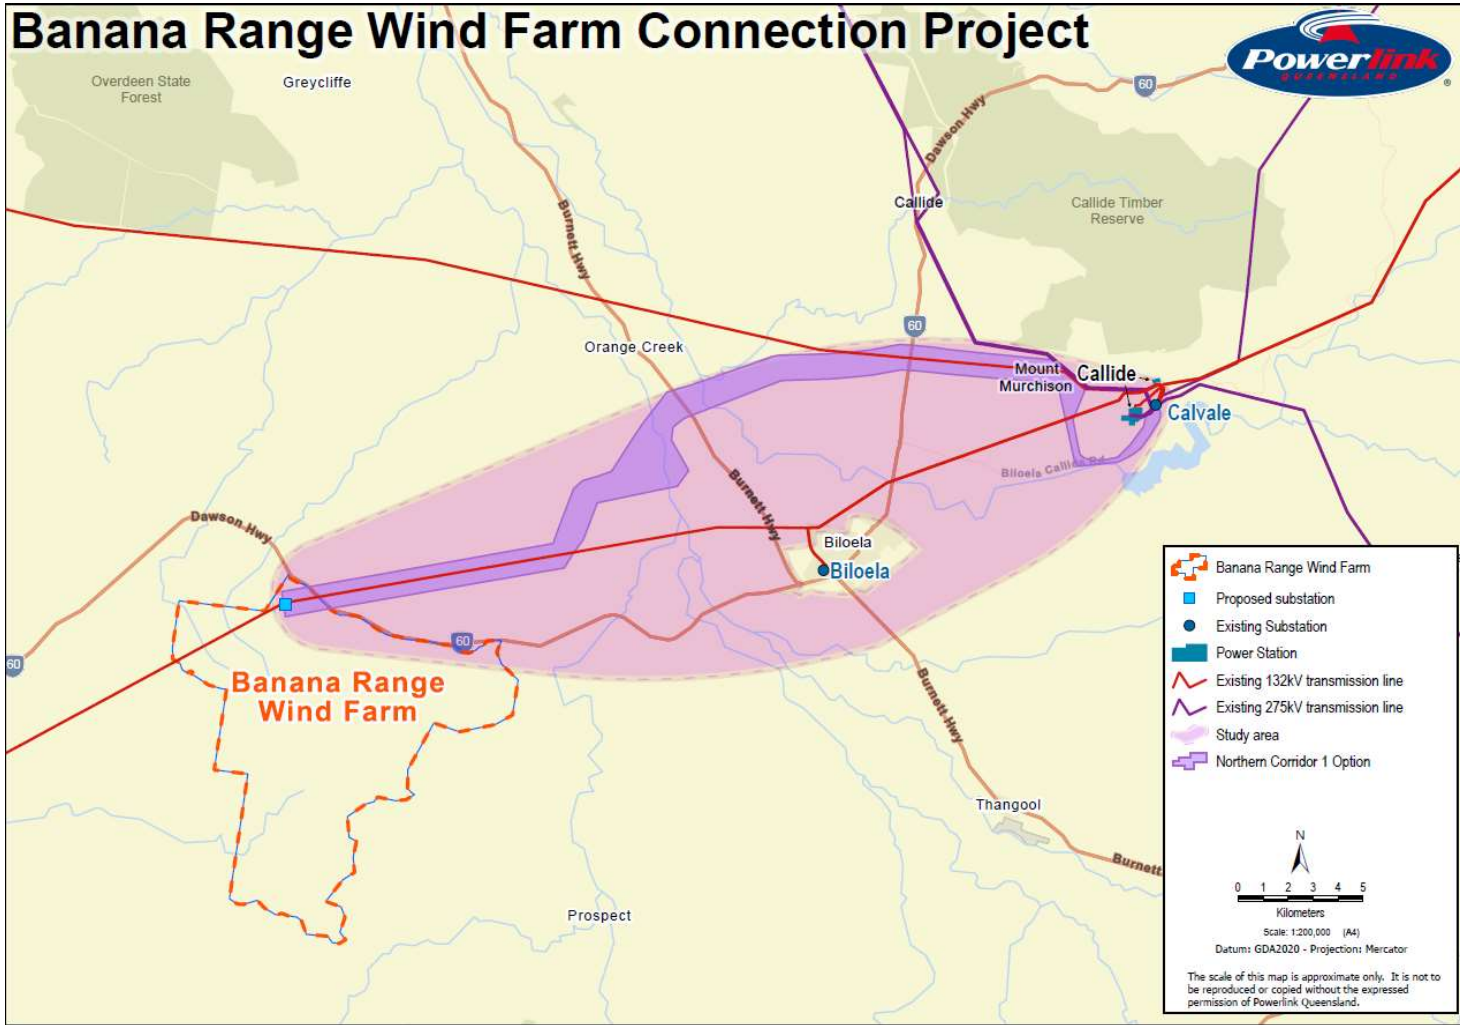 Banana Range Wind Farm Connection Project
Powerlink
QUEENSLAND
®
Overdeen State
Forest
Greycliffe
60
Dawson Hwy
Burnett Hwy
Callide
Callide Timber
Reserve
60
Orange Creek
Mount
Murchison
Callide
Calvale
Biloela Callide Rd
Burnett Hwy
Dawson Hwy
Biloela
Biloela
60
60
Banana Range
Wind Farm
Burnett Hwy
Thangool
Burnett
Prospect
Banana Range Wind Farm
Proposed substation
Existing Substation
Power Station
Existing 132kV transmission line
Existing 275kV transmission line
Study area
Northern Corridor 1 Option
N
0 1 2 3 4 5
Kilometers
Scale: 1:200,000 (A4)
Datum: GDA2020 - Projection: Mercator
The scale of this map is approximate only. It is not to
be reproduced or copied without the expressed
permission of Powerlink Queensland.